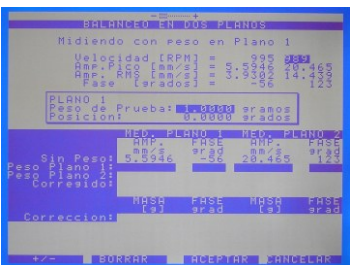 BALANCEO EN DOS PLANOS
Midiendo con peso en Plano 1
Velocidad [RPM] = 995 989
Amp.Pico [mm/s] = 5.5946 20.465
Amp. RMS [mm/s] = 3.9302 14.439
Fase [grados] = -56 123
PLANO 1
Peso de Prueba: 1.0000 gramos
Posicion: 0.0000 grados
MED. PLANO 1 MED. PLANO 2
AMP. FASE AMP. FASE
mm/s grad mm/s grad
Sin Peso: 5.5946 -56 20.465 123
Peso Plano 1:
Peso Plano 2:
Corregido:
MASA FASE MASA FASE
[g] grad [g] grad
Correccion:
+/- BORRAR ACEPTAR CANCELAR